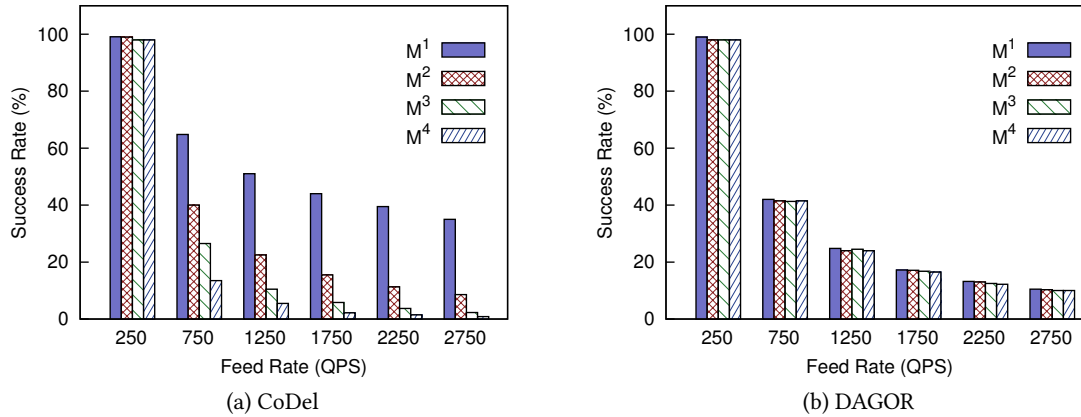 100
80
60
40
20
0
Success Rate (%)
M¹
M²
M³
M⁴
250 750 1250 1750 2250 2750
Feed Rate (QPS)
(a) CoDel
100
80
60
40
20
0
Success Rate (%)
M¹
M²
M³
M⁴
250 750 1250 1750 2250 2750
Feed Rate (QPS)
(b) DAGOR